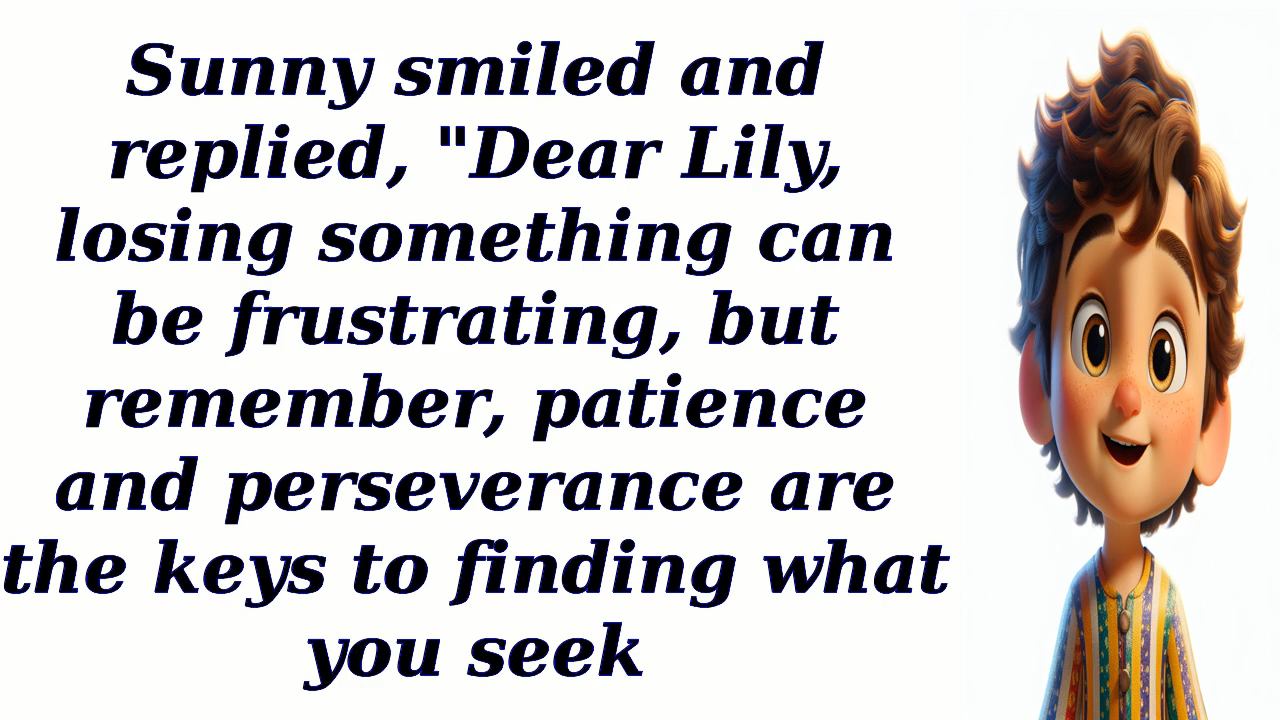 Sunny smiled and
replied, "Dear Lily,
losing something can
be frustrating, but
remember, patience
and perseverance are
the keys to finding what
you seek